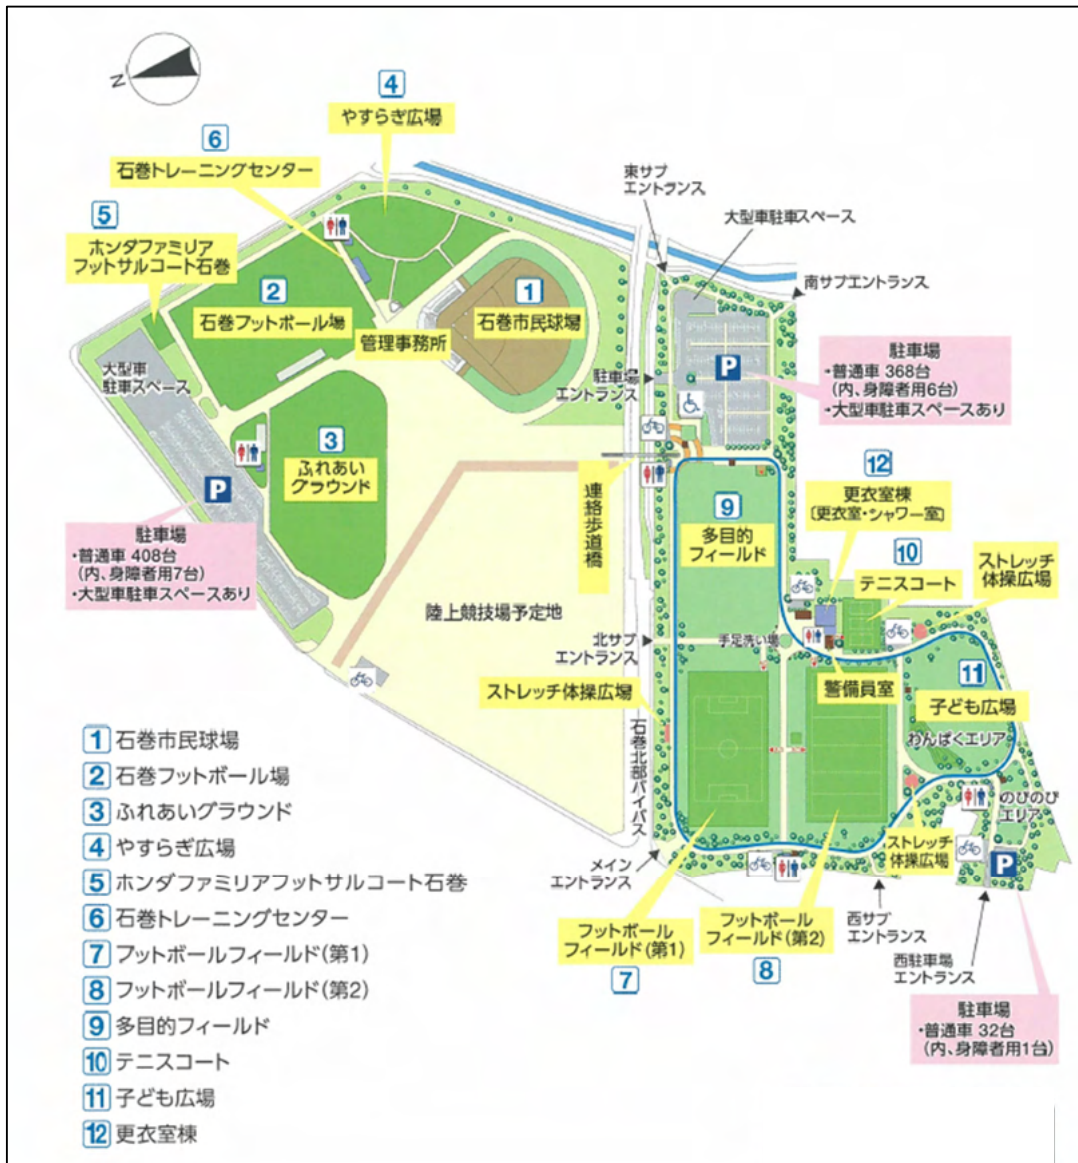 N
4
やすらぎ広場
6
石巻トレーニングセンター
5
ホンダファミリア
フットサルコート石巻
東サブ
エントランス
大型車駐車スペース
南サブエントランス
2
石巻フットボール場
1
石巻市民球場
管理事務所
大型車
駐車スペース
駐車場
エントランス
P
駐車場
・普通車 368台
(内、身障者用6台)
・大型車駐車スペースあり
3
ふれあい
グラウンド
P
駐車場
・普通車 408台
(内、身障者用7台)
・大型車駐車スペースあり
連絡歩道橋
9
多目的
フィールド
12
更衣室棟
〔更衣室・シャワー室〕
10
テニスコート
ストレッチ
体操広場
陸上競技場予定地
北サブ
エントランス
手足洗い場
ストレッチ体操広場
警備員室
11
子ども広場
わんぱくエリア
石巻北部バイパス
のびのび
エリア
ストレッチ
体操広場
P
メイン
エントランス
フットボール
フィールド(第1)
7
フットボール
フィールド(第2)
8
西サブ
エントランス
西駐車場
エントランス
駐車場
・普通車 32台
(内、身障者用1台)
1 石巻市民球場
2 石巻フットボール場
3 ふれあいグラウンド
4 やすらぎ広場
5 ホンダファミリアフットサルコート石巻
6 石巻トレーニングセンター
7 フットボールフィールド(第1)
8 フットボールフィールド(第2)
9 多目的フィールド
10 テニスコート
11 子ども広場
12 更衣室棟